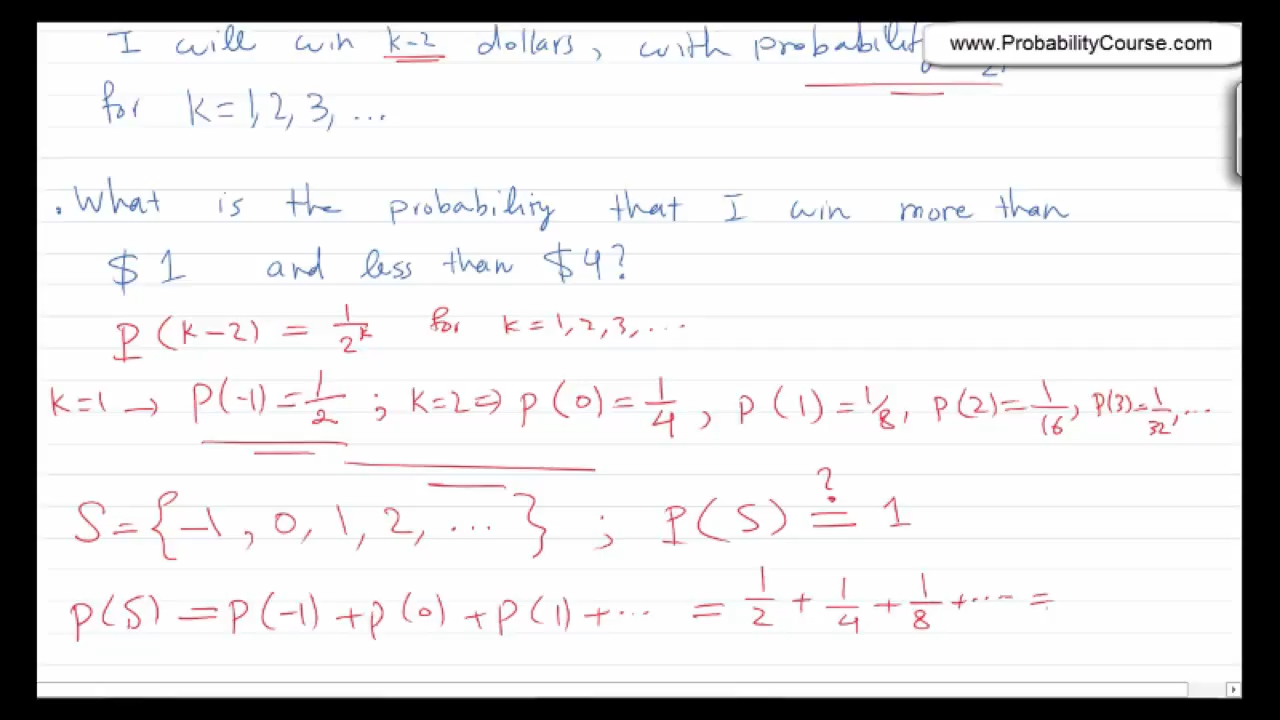 I will win k-2 dollars, with probability
www.ProbabilityCourse.com
for k=1,2,3,...
. What is the probability that I win more than
$ 1 and less than $ 4?
P(k-2) = 1/2^k for k=1,2,3,...
k=1 → P(-1)=1/2 ; k=2 ⇒ p(0)=1/4, p(1)=1/8, p(2)=1/16, p(3)=1/32, ...
S={-1, 0, 1, 2, ...} ; P(S) ?= 1
p(S) = p(-1)+p(0)+p(1)+... = 1/2+1/4+1/8+... =